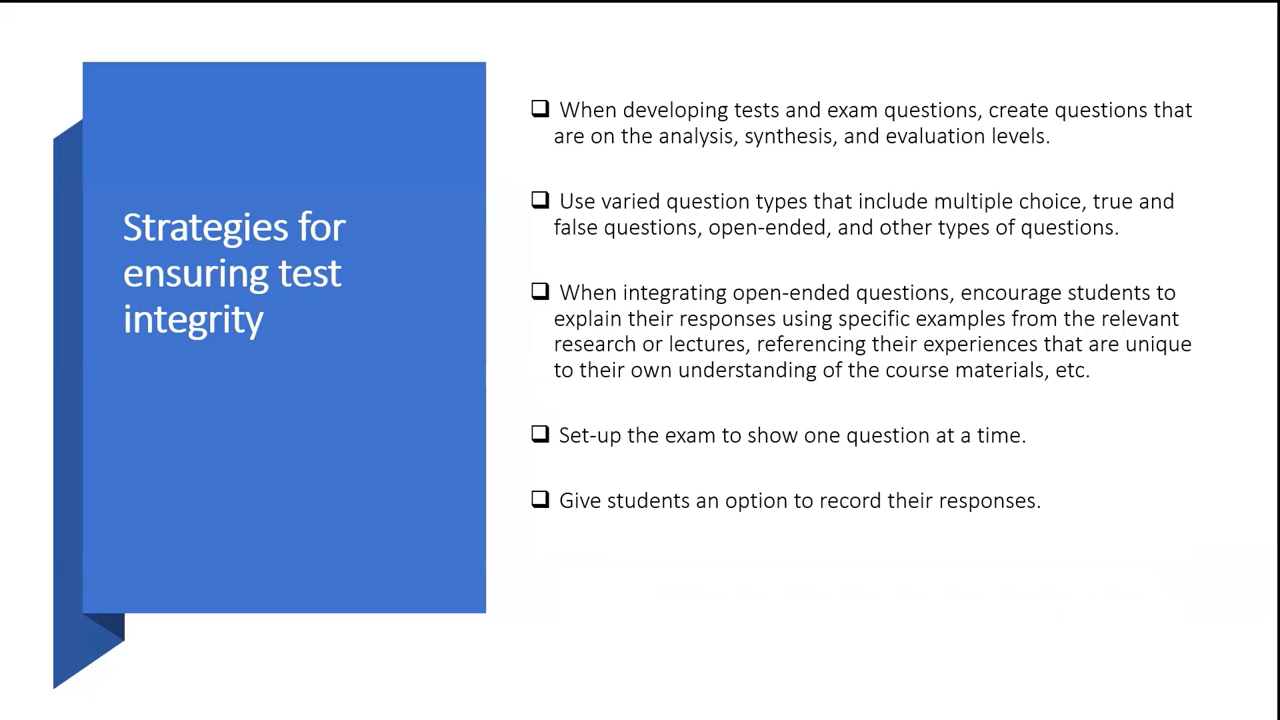 Strategies for
ensuring test
integrity
When developing tests and exam questions, create questions that
are on the analysis, synthesis, and evaluation levels.
Use varied question types that include multiple choice, true and
false questions, open-ended, and other types of questions.
When integrating open-ended questions, encourage students to
explain their responses using specific examples from the relevant
research or lectures, referencing their experiences that are unique
to their own understanding of the course materials, etc.
Set-up the exam to show one question at a time.
Give students an option to record their responses.